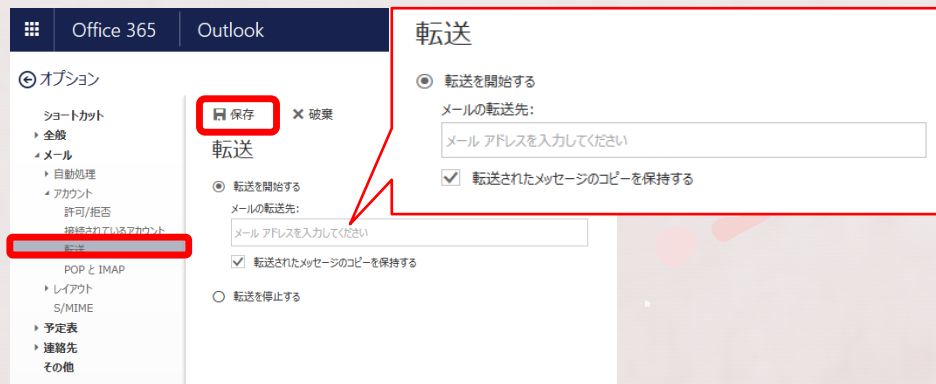 Office 365
Outlook
オプション
ショートカット
全般
メール
自動処理
アカウント
許可/拒否
接続されているアカウント
転送
POP と IMAP
レイアウト
S/MIME
予定表
連絡先
その他
保存
破棄
転送
転送を開始する
メールの転送先:
メール アドレスを入力してください
転送されたメッセージのコピーを保持する
転送を停止する
転送
転送を開始する
メールの転送先:
メール アドレスを入力してください
転送されたメッセージのコピーを保持する